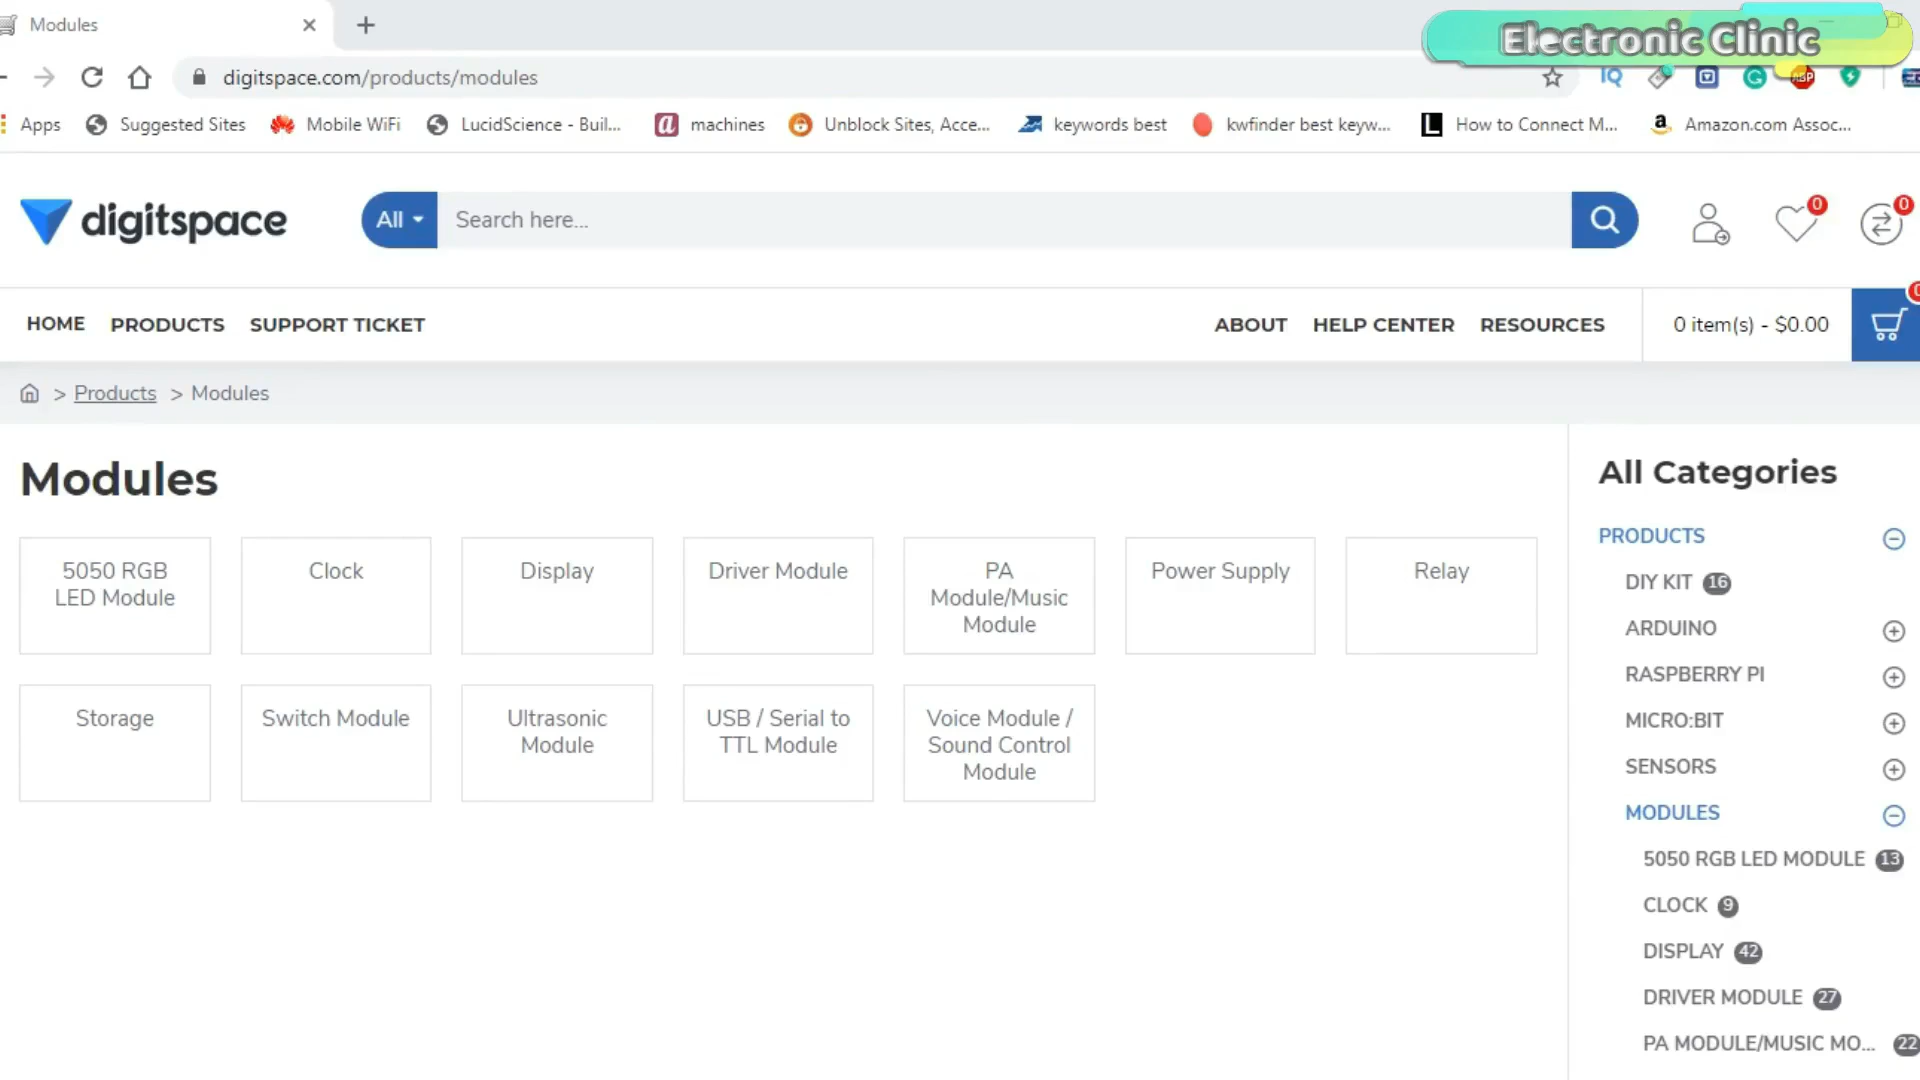 Modules
Electronic Clinic
digitspace.com/products/modules
IQ
ABP
Apps
Suggested Sites
Mobile WiFi
LucidScience - Buil...
machines
Unblock Sites, Acce...
keywords best
kwfinder best keyw...
How to Connect M...
Amazon.com Assoc...
digitspace
All
Search here...
0
0
HOME
PRODUCTS
SUPPORT TICKET
ABOUT
HELP CENTER
RESOURCES
0 item(s) - $0.00
> Products > Modules
Modules
5050 RGB
LED Module
Clock
Display
Driver Module
PA
Module/Music
Module
Power Supply
Relay
Storage
Switch Module
Ultrasonic
Module
USB / Serial to
TTL Module
Voice Module /
Sound Control
Module
All Categories
PRODUCTS
DIY KIT 16
ARDUINO
RASPBERRY PI
MICRO:BIT
SENSORS
MODULES
5050 RGB LED MODULE 13
CLOCK 9
DISPLAY 42
DRIVER MODULE 27
PA MODULE/MUSIC MO... 22